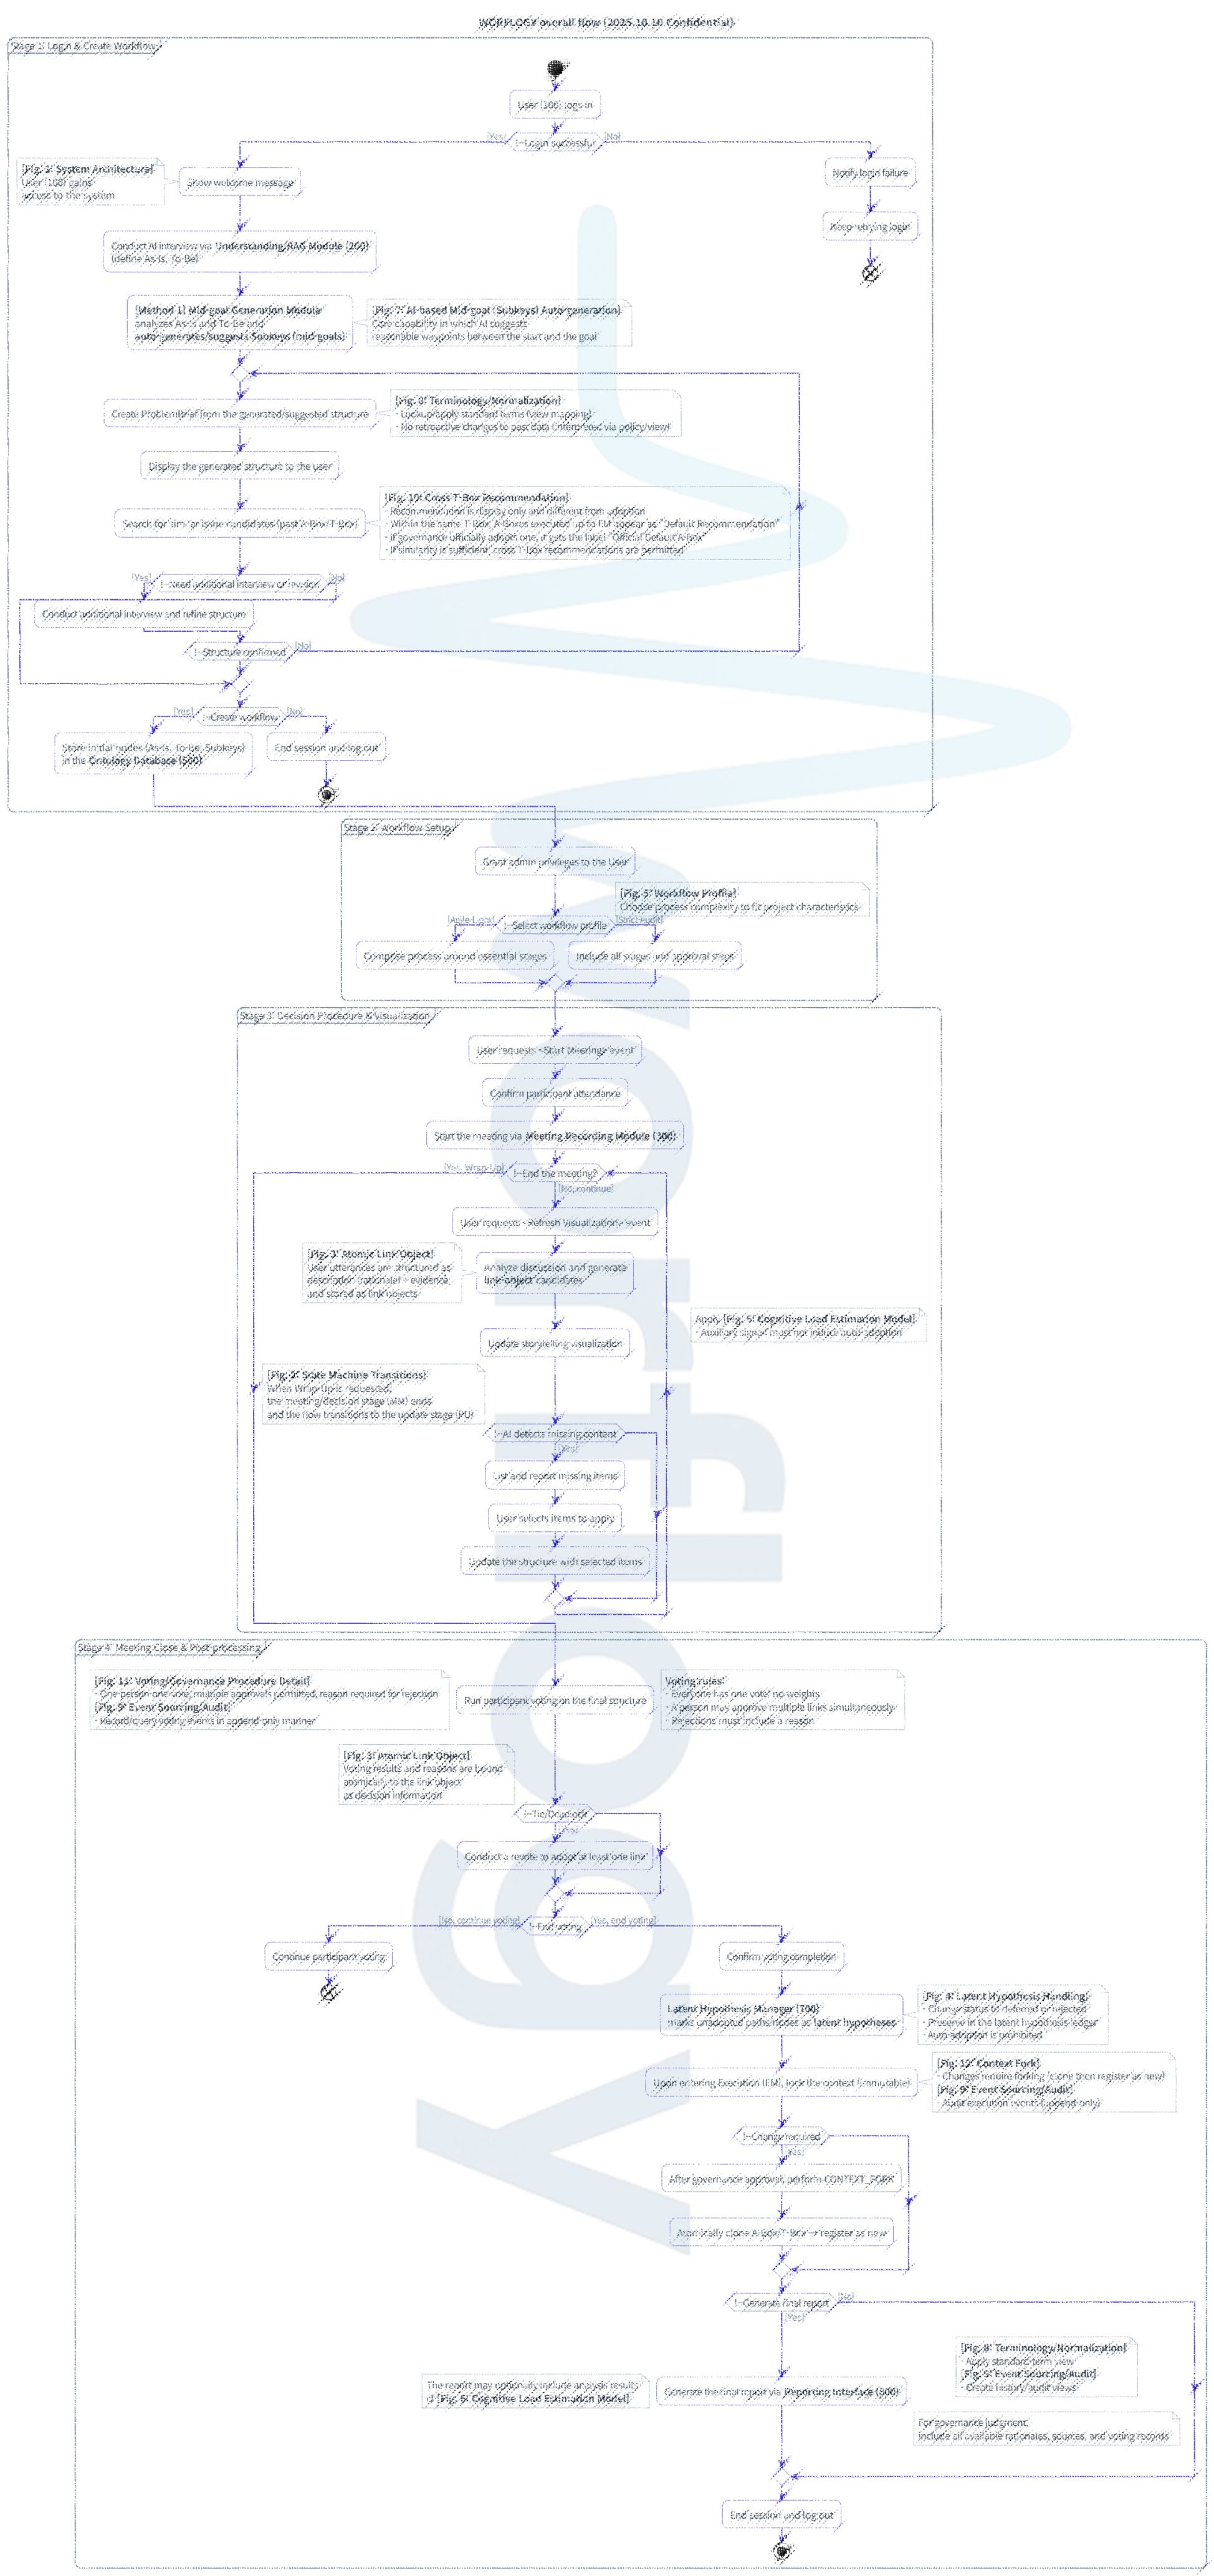 WORFLOGY overall flow (2025.10.10 Confidential)
Stage 1: Login & Create Workflow
User (100) logs in
[Yes]
Login successful
[No]
[Fig. 1: System Architecture]
User (100) gains
access to the system
Show welcome message
Notify login failure
Keep retrying login
Conduct AI interview via Understanding/RAG Module (200)
(define As-Is, To-Be)
[Method 1] Mid-goal Generation Module
analyzes As-Is and To-Be and
auto-generates/suggests Subkeys (mid-goals)
[Fig. 7: AI-based Mid-goal (Subkeys) Auto-generation]
Core capability in which AI suggests
reasonable waypoints between the start and the goal
Create ProblemBrief from the generated/suggested structure
[Fig. 8: Terminology/Normalization]
- Lookup/apply standard terms (view mapping)
- No retroactive changes to past data (interpreted via policy/view)
Display the generated structure to the user
Search for similar issue candidates (past A-Box/T-Box)
[Fig. 10: Cross T-Box Recommendation]
- Recommendation is display only and different from adoption
- Within the same T-Box, A-Boxes executed up to EM appear as "Default Recommendation"
- If governance officially adopts one, it gets the label "Official Default A-Box"
- If similarity is sufficient, cross T-Box recommendations are permitted
[Yes]
Need additional interview or revision
[No]
Conduct additional interview and refine structure
Structure confirmed
[No]
[Yes]
Create workflow
[No]
Store initial nodes (As-Is, To-Be, Subkeys)
in the Ontology Database (500)
End session and log out
Stage 2: Workflow Setup
Grant admin privileges to the User
[Fig. 5: Workflow Profile]
Choose process complexity to fit project characteristics
Select workflow profile
Compose process around essential stages
Include all stages and approval steps
Stage 3: Decision Procedure & Visualization
User requests - Start Meeting> event
Confirm participant attendance
Start the meeting via Meeting Recording Module (300)
[Yes, Wrap-Up]
End the meeting?
[No, continue]
User requests - Refresh Visualization> event
[Fig. 3: Atomic Link Object]
User utterances are structured as
description (rationale) + evidence,
and stored as link objects
Analyze discussion and generate
link-object candidates
Apply [Fig. 6: Cognitive Load Estimation Model]
- Auxiliary signal must not induce auto-adoption
Update storytelling visualization
[Fig. 2: State Machine Transitions]
When Wrap-Up is requested,
the meeting/decision stage (MM) ends
and the flow transitions to the update stage (PU)
AI detects missing content
[Yes]
List and report missing items
User selects items to apply
Update the structure with selected items
Stage 4: Meeting Close & Post-processing
[Fig. 11: Voting/Governance Procedure Detail]
- One-person-one-vote, multiple approvals permitted, reason required for rejection
[Fig. 9: Event Sourcing/Audit]
- Record/query voting events in append-only manner
Run participant voting on the final structure
Voting rules:
- Everyone has one vote, no weights
- A person may approve multiple links simultaneously
- Rejections must include a reason
[Fig. 3: Atomic Link Object]
Voting results and reasons are bound
atomically to the link object
as decision information
Tie/Deadlock
[Yes]
Conduct a revote to adopt at least one link
[No, continue voting]
End voting
[Yes, end voting]
Continue participant voting
Confirm voting completion
Latent Hypothesis Manager (700)
marks unadopted paths/nodes as latent hypotheses
[Fig. 4: Latent Hypothesis Handling]
- Change status to deferred or rejected
- Preserve in the latent hypothesis ledger
- Auto-adoption is prohibited
Upon entering Execution (EM), lock the context (immutable)
[Fig. 12: Context Fork]
- Changes require forking (clone then register as new)
[Fig. 9: Event Sourcing/Audit]
- Audit execution events (append-only)
Change required
[Yes]
After governance approval, perform CONTEXT_FORK
Atomically clone A-Box/T-Box → register as new
Generate final report
[No]
[Yes]
[Fig. 8: Terminology/Normalization]
- Apply standard-term view
[Fig. 9: Event Sourcing/Audit]
- Create history/audit views
The report may optionally include analysis results
of [Fig. 6: Cognitive Load Estimation Model]
Generate the final report via Reporting Interface (800)
For governance judgment,
include all available rationales, sources, and voting records
End session and log out